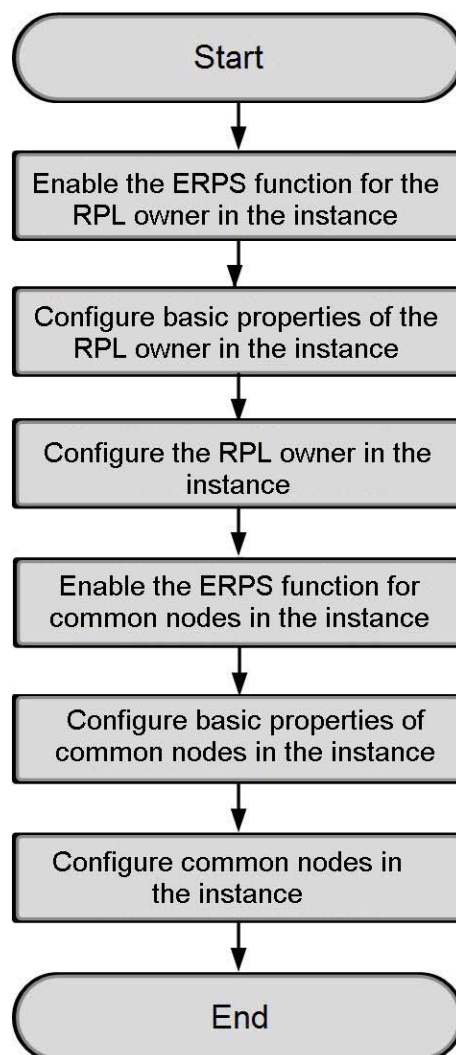 Start
Enable the ERPS function for the
RPL owner in the instance
Configure basic properties of the
RPL owner in the instance
Configure the RPL owner in the
instance
Enable the ERPS function for
common nodes in the instance
Configure basic properties of
common nodes in the instance
Configure common nodes in
the instance
End